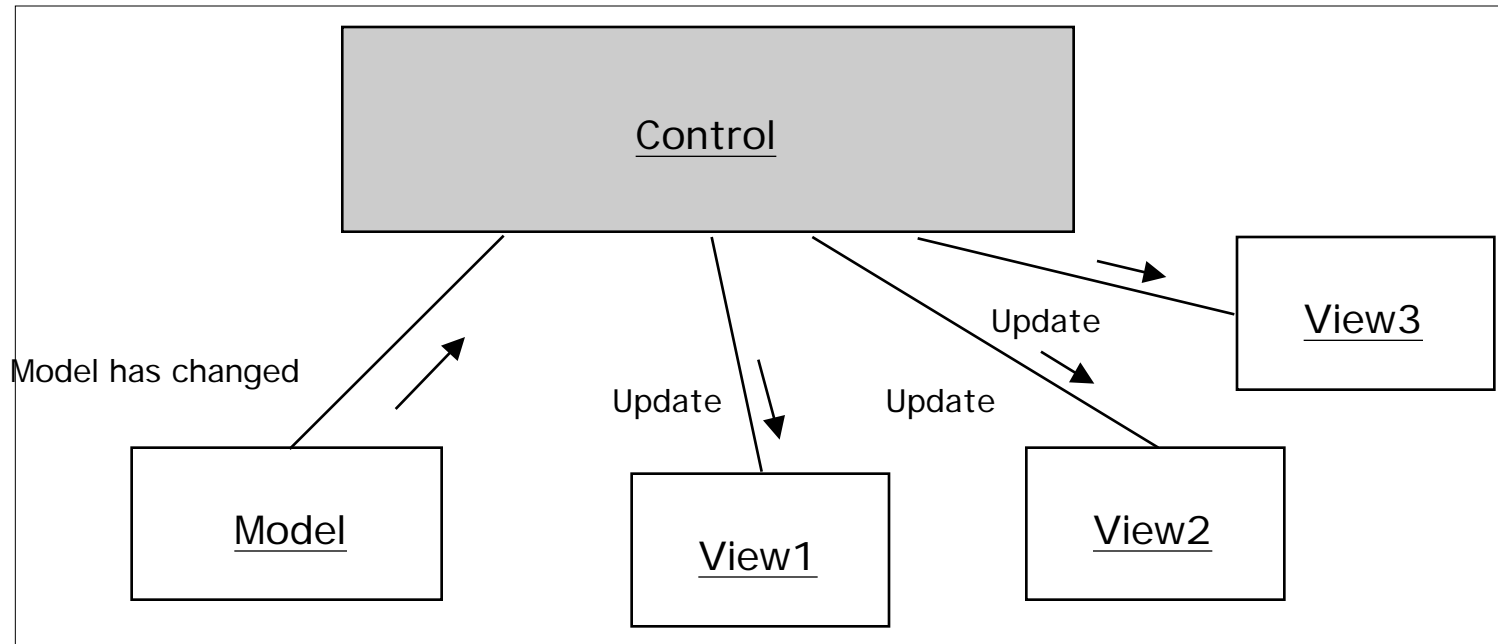 Control
View3
Update
Model has changed
Update
Update
Model
View1
View2